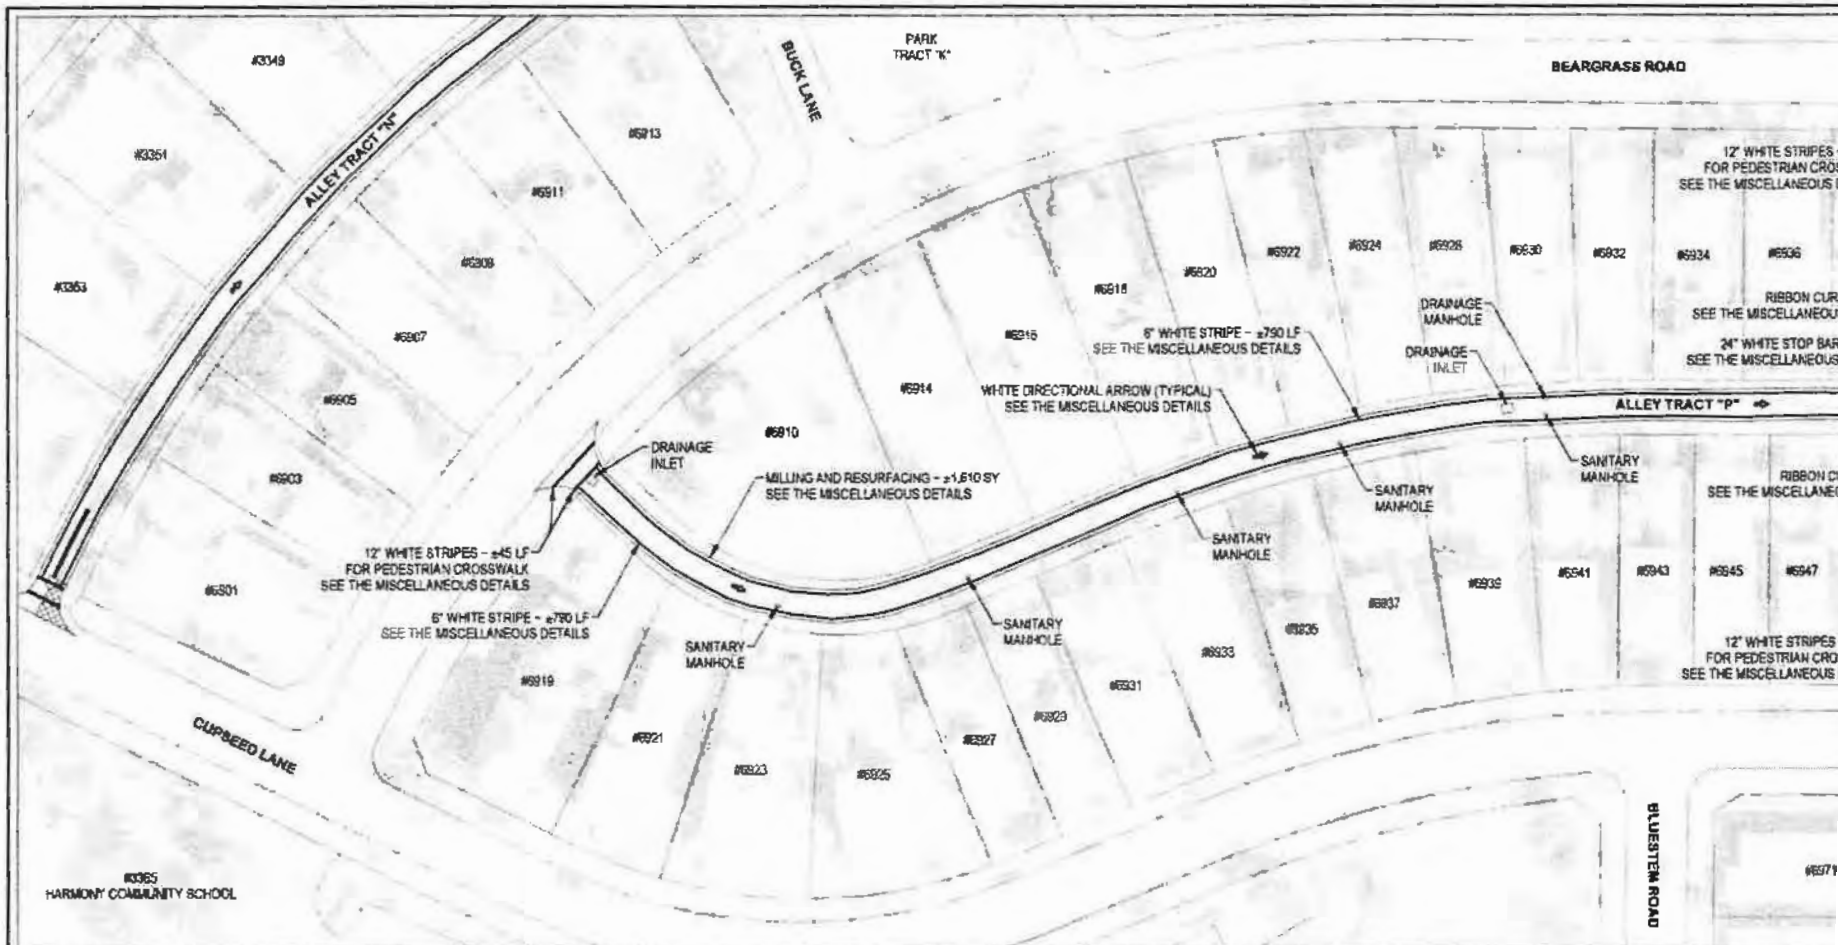 PARK
TRACT "K"
BUCK LANE
BEARGRASS ROAD
#3349
#3351
#3353
ALLEY TRACT "N"
#6913
#6911
#6909
#6907
#6905
#6903
#6901
12" WHITE STRIPES -
FOR PEDESTRIAN CROS
SEE THE MISCELLANEOUS
#6910
#6914
#6916
#6918
#6920
#6922
#6924
#6928
#6930
#6932
#6934
#6936
RIBBON CUR
SEE THE MISCELLANEOUS
24" WHITE STOP BAR
SEE THE MISCELLANEOUS
DRAINAGE
MANHOLE
DRAINAGE
INLET
6" WHITE STRIPE - ±790 LF
SEE THE MISCELLANEOUS DETAILS
WHITE DIRECTIONAL ARROW (TYPICAL)
SEE THE MISCELLANEOUS DETAILS
ALLEY TRACT "P"
DRAINAGE
INLET
MILLING AND RESURFACING - ±1,610 SY
SEE THE MISCELLANEOUS DETAILS
SANITARY
MANHOLE
SANITARY
MANHOLE
SANITARY
MANHOLE
RIBBON C
SEE THE MISCELLANEO
12" WHITE STRIPES - ±45 LF
FOR PEDESTRIAN CROSSWALK
SEE THE MISCELLANEOUS DETAILS
6" WHITE STRIPE - ±790 LF
SEE THE MISCELLANEOUS DETAILS
SANITARY
MANHOLE
SANITARY
MANHOLE
#6919
#6921
#6923
#6925
#6927
#6929
#6931
#6933
#6935
#6937
#6939
#6941
#6943
#6945
#6947
12" WHITE STRIPES
FOR PEDESTRIAN CRO
SEE THE MISCELLANEOUS
CUPSEED LANE
#3365
HARMONY COMMUNITY SCHOOL
BLUESTEM ROAD
#6971